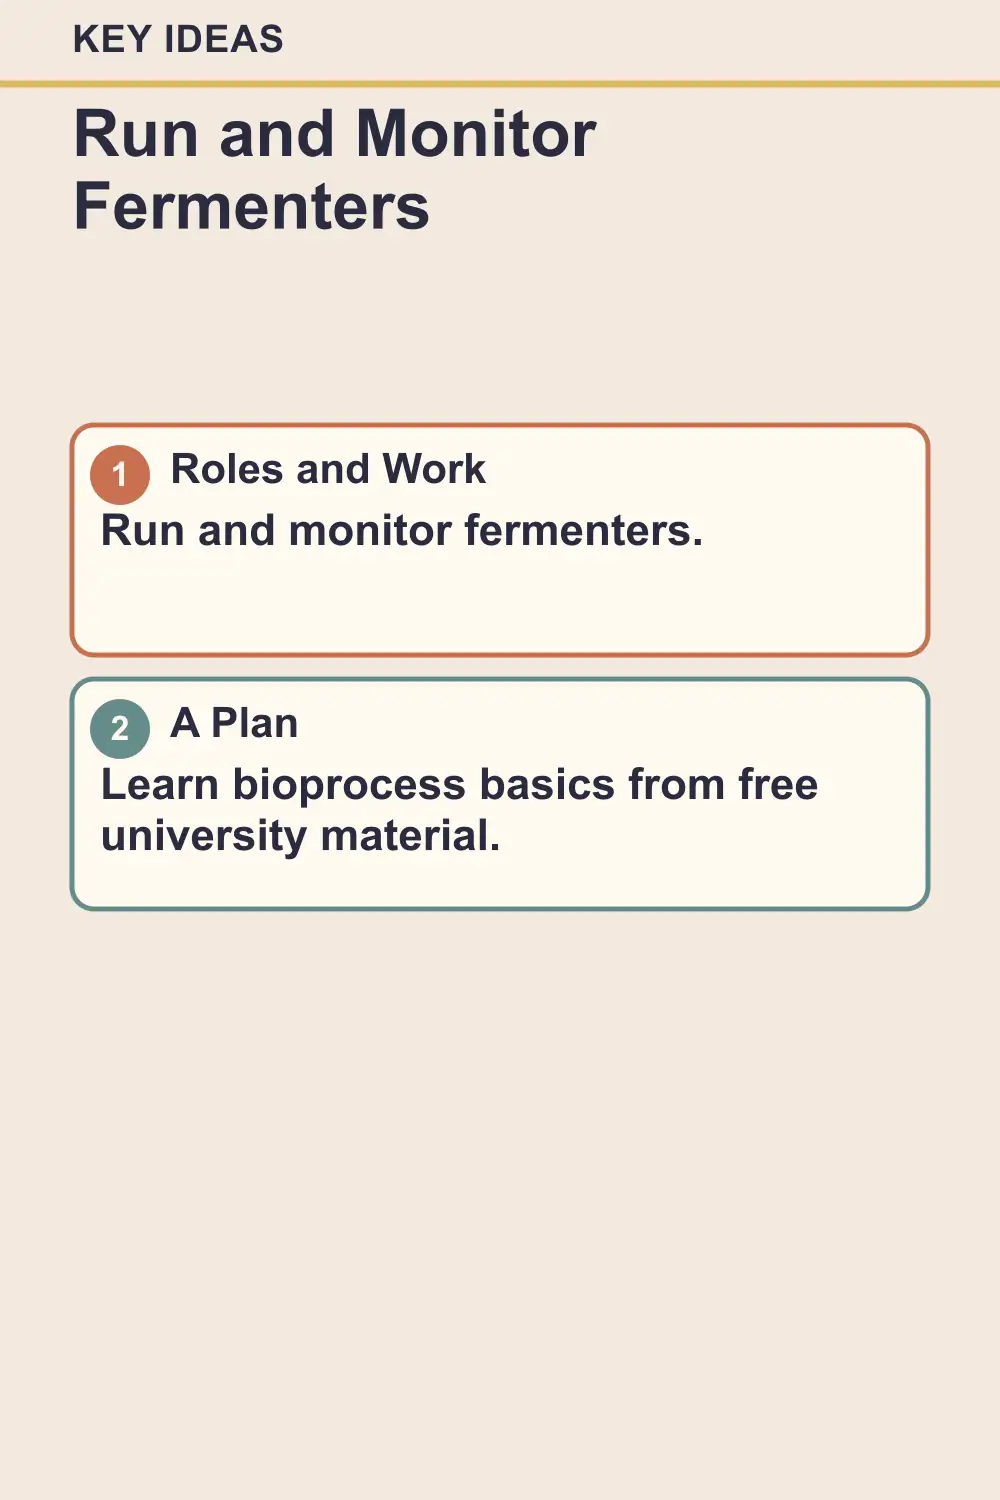 KEY IDEAS
Run and Monitor
Fermenters
1 Roles and Work
Run and monitor fermenters.
2 A Plan
Learn bioprocess basics from free
university material.